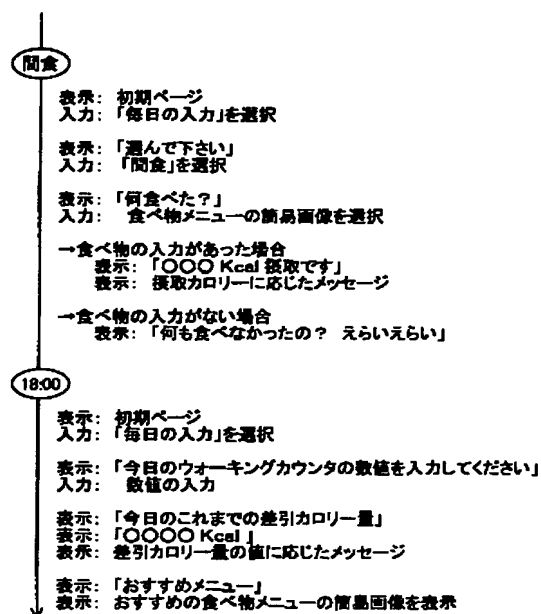 間食
表示： 初期ページ
入力：「毎日の入力」を選択
表示：「選んで下さい」
入力： 「間食」を選択
表示：「何食べた？」
入力： 食べ物メニューの簡易画像を選択
→食べ物の入力があった場合
表示：「〇〇〇 Kcal 摂取です」
表示： 摂取カロリーに応じたメッセージ
→食べ物の入力がない場合
表示：「何も食べなかったの？ えらいえらい」
18:00
表示： 初期ページ
入力：「毎日の入力」を選択
表示：「今日のウォーキングカウンタの数値を入力してください」
入力： 数値の入力
表示：「今日のこれまでの差引カロリー量」
表示：「〇〇〇〇 Kcal 」
表示： 差引カロリー量の値に応じたメッセージ
表示：「おすすめメニュー」
表示： おすすめの食べ物メニューの簡易画像を表示